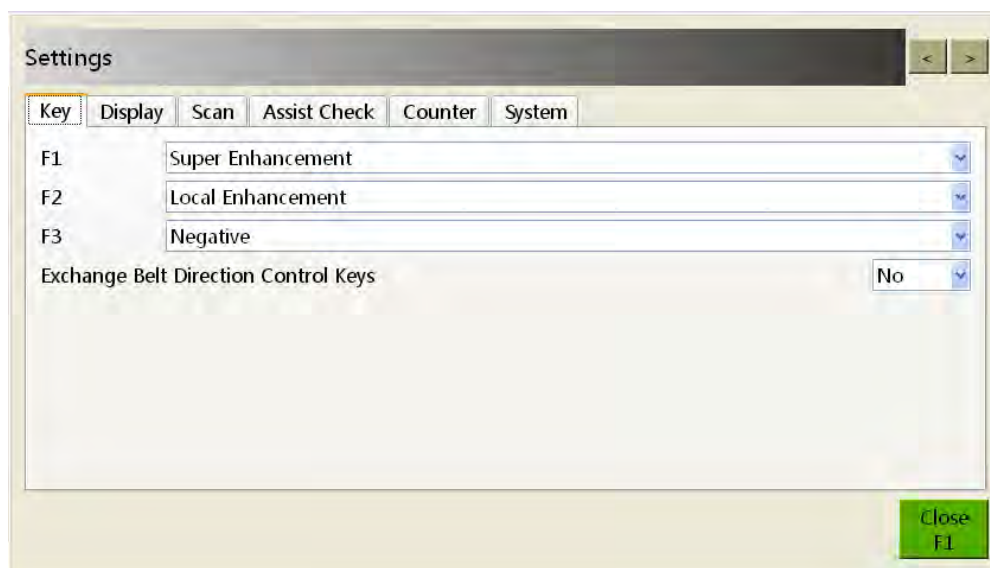 Settings
< >
Key Display Scan Assist Check Counter System
F1 Super Enhancement
F2 Local Enhancement
F3 Negative
Exchange Belt Direction Control Keys No
Close
F1